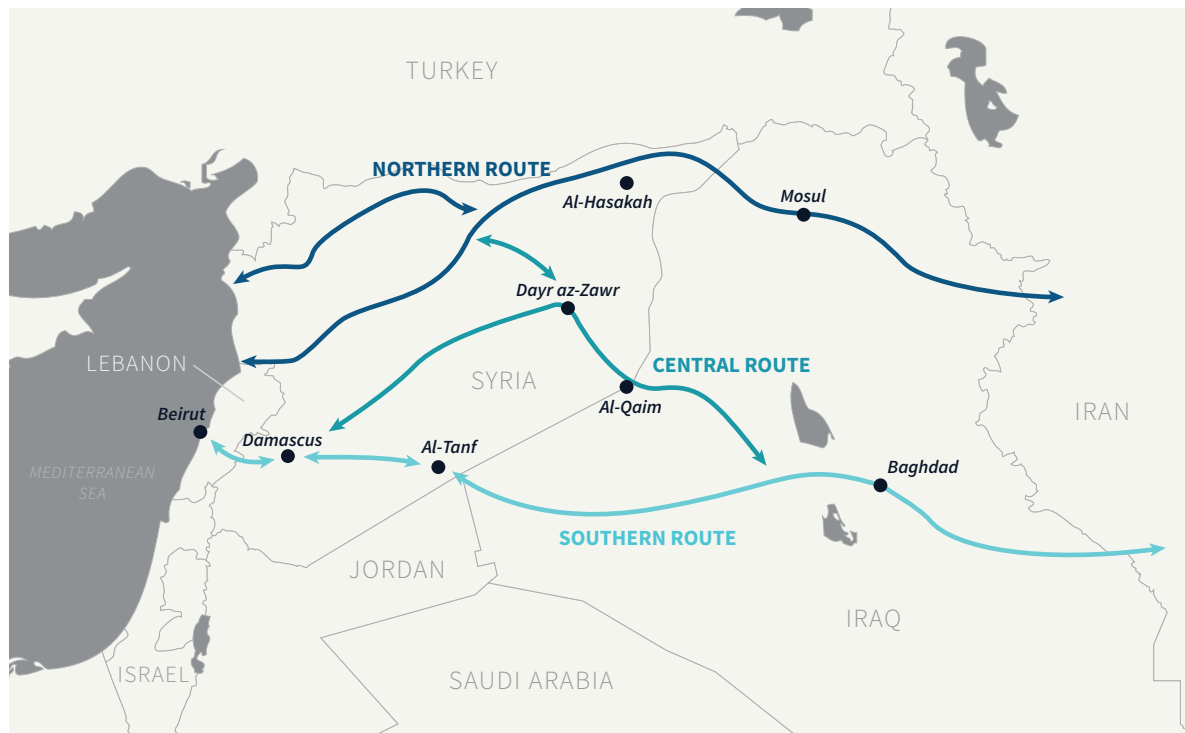 TURKEY
NORTHERN ROUTE
Al-Hasakah
Mosul
Dayr az-Zawr
LEBANON
CENTRAL ROUTE
SYRIA
Al-Qaim
IRAN
Beirut
Damascus
Al-Tanf
MEDITERRANEAN
SEA
Baghdad
SOUTHERN ROUTE
JORDAN
IRAQ
ISRAEL
SAUDI ARABIA